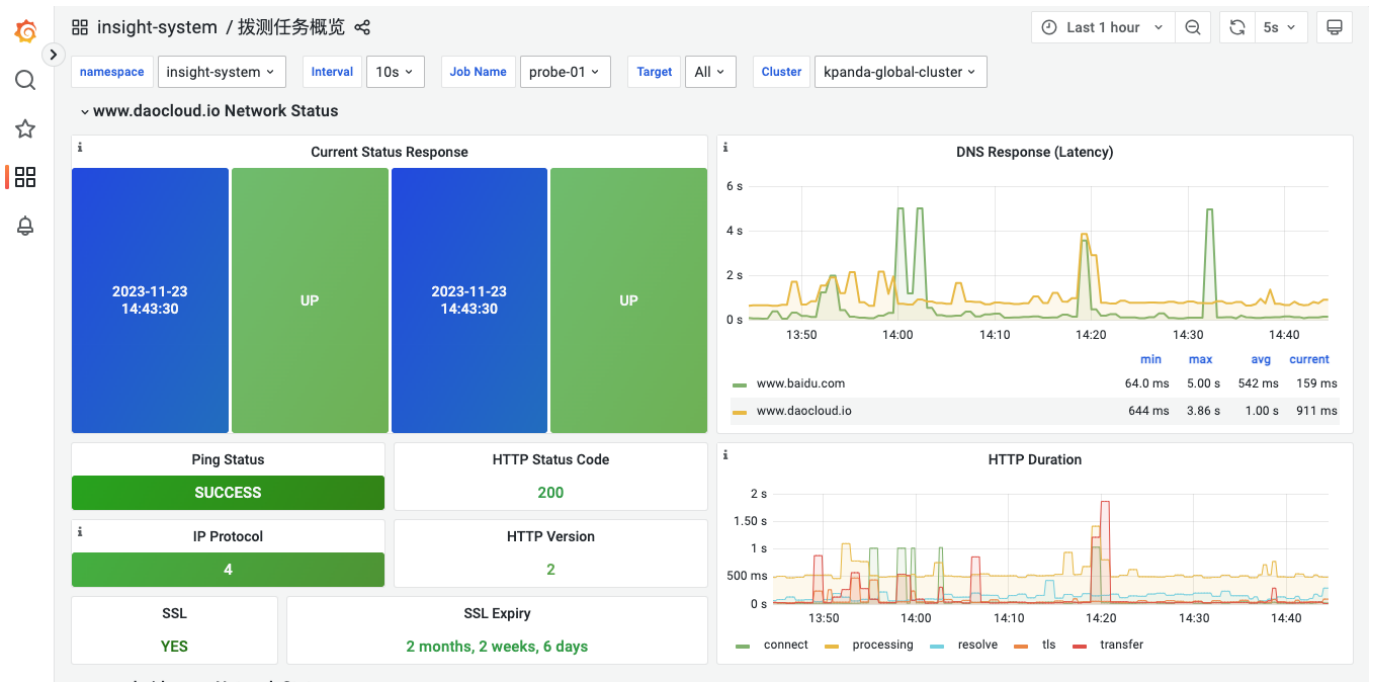 insight-system / 拨测任务概览
Last 1 hour
5s
namespace insight-system Interval 10s Job Name probe-01 Target All Cluster kpanda-global-cluster
www.daocloud.io Network Status
Current Status Response
2023-11-23
14:43:30
UP
2023-11-23
14:43:30
UP
DNS Response (Latency)
6 s
4 s
2 s
0 s
13:50 14:00 14:10 14:20 14:30 14:40
min max avg current
www.baidu.com 64.0 ms 5.00 s 542 ms 159 ms
www.daocloud.io 644 ms 3.86 s 1.00 s 911 ms
Ping Status
SUCCESS
HTTP Status Code
200
IP Protocol
4
HTTP Version
2
SSL
YES
SSL Expiry
2 months, 2 weeks, 6 days
HTTP Duration
2 s
1.50 s
1 s
500 ms
0 s
13:50 14:00 14:10 14:20 14:30 14:40
connect processing resolve tls transfer